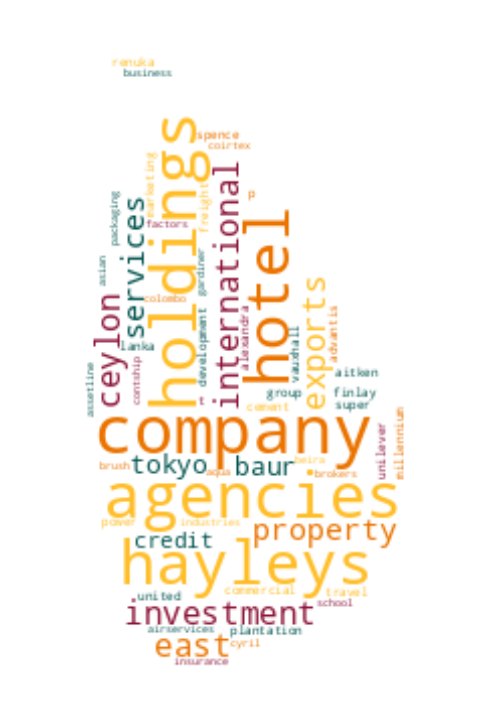 renuka
business
holdings
spence
coirtex
marketing
international
p
packaging
services
freight
factors
hotel
asian
gardiner
ceylon
colombo
development
exports
alexandra
advantis
vauxhall
lanka
contship
assetline
aitken
group
finlay
t
cement
super
company
millennium
unilever
brush
tokyo
aqua
baur
beira
brokers
agencies
power
industries
property
credit
hayleys
commercial
travel
united
investment
school
airservices
plantation
east
cyril
insurance